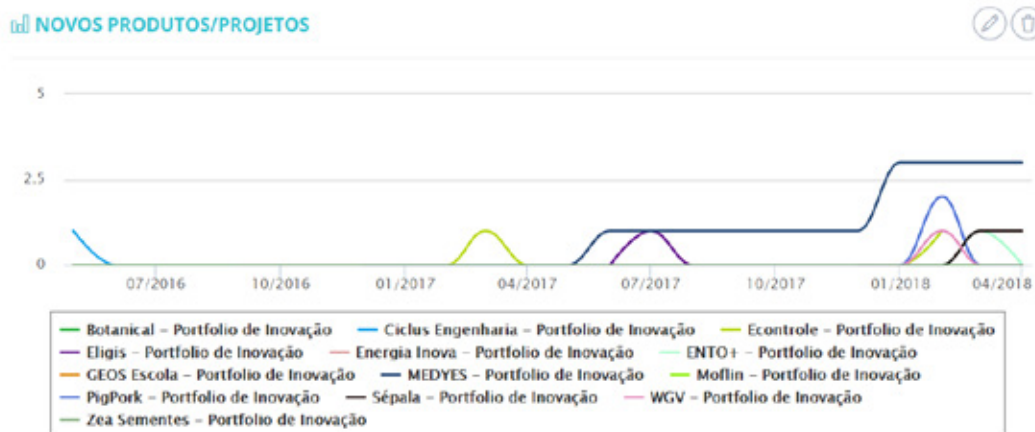 NOVOS PRODUTOS/PROJETOS
5
2.5
0
07/2016 10/2016 01/2017 04/2017 07/2017 10/2017 01/2018 04/2018
Botanical – Portfolio de Inovação Ciclus Engenharia – Portfolio de Inovação Econtrole – Portfolio de Inovação
Eligis – Portfolio de Inovação Energia Inova – Portfolio de Inovação ENTO+ – Portfolio de Inovação
GEOS Escola – Portfolio de Inovação MEDYES – Portfolio de Inovação Moflin – Portfolio de Inovação
PigPork – Portfolio de Inovação Sépala – Portfolio de Inovação WGV – Portfolio de Inovação
Zea Sementes – Portfolio de Inovação